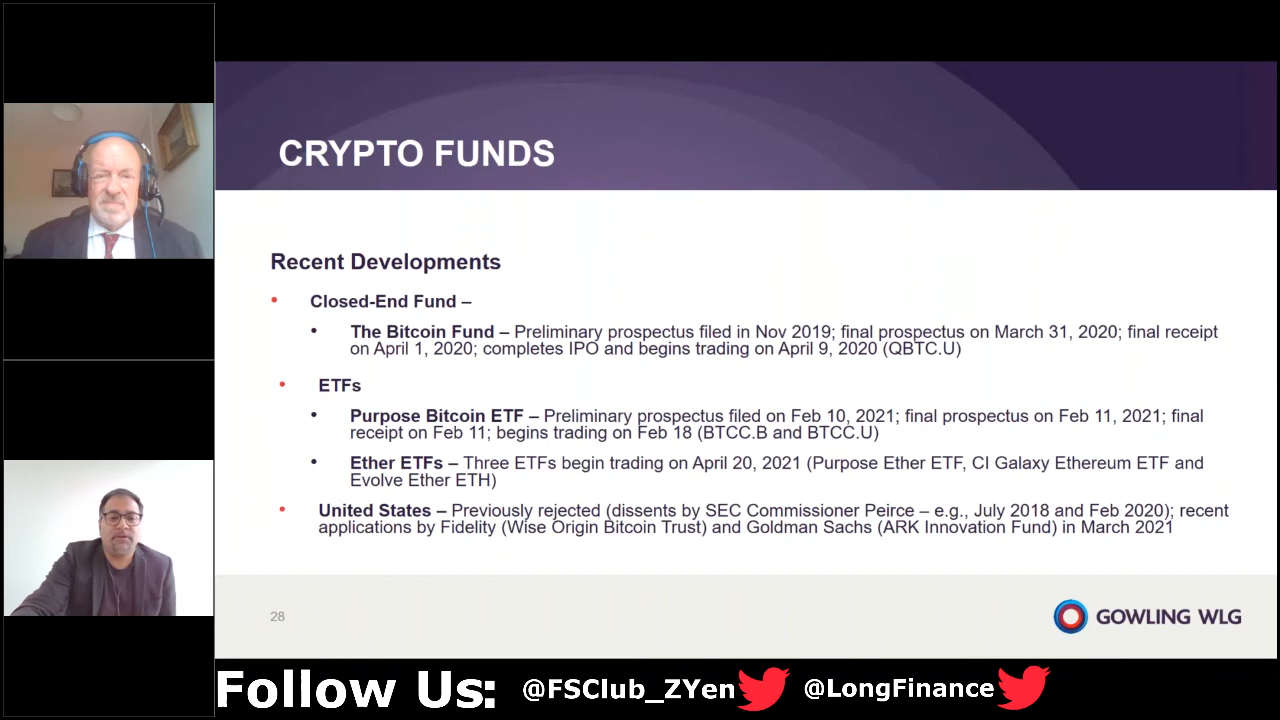 CRYPTO FUNDS
Recent Developments
• Closed-End Fund –
• The Bitcoin Fund – Preliminary prospectus filed in Nov 2019; final prospectus on March 31, 2020; final receipt
on April 1, 2020; completes IPO and begins trading on April 9, 2020 (QBTC.U)
• ETFs
• Purpose Bitcoin ETF – Preliminary prospectus filed on Feb 10, 2021; final prospectus on Feb 11, 2021; final
receipt on Feb 11; begins trading on Feb 18 (BTCC.B and BTCC.U)
• Ether ETFs – Three ETFs begin trading on April 20, 2021 (Purpose Ether ETF, CI Galaxy Ethereum ETF and
Evolve Ether ETH)
• United States – Previously rejected (dissents by SEC Commissioner Peirce – e.g., July 2018 and Feb 2020); recent
applications by Fidelity (Wise Origin Bitcoin Trust) and Goldman Sachs (ARK Innovation Fund) in March 2021
28
GOWLING WLG
Follow Us: @FSClub_ZYen @LongFinance